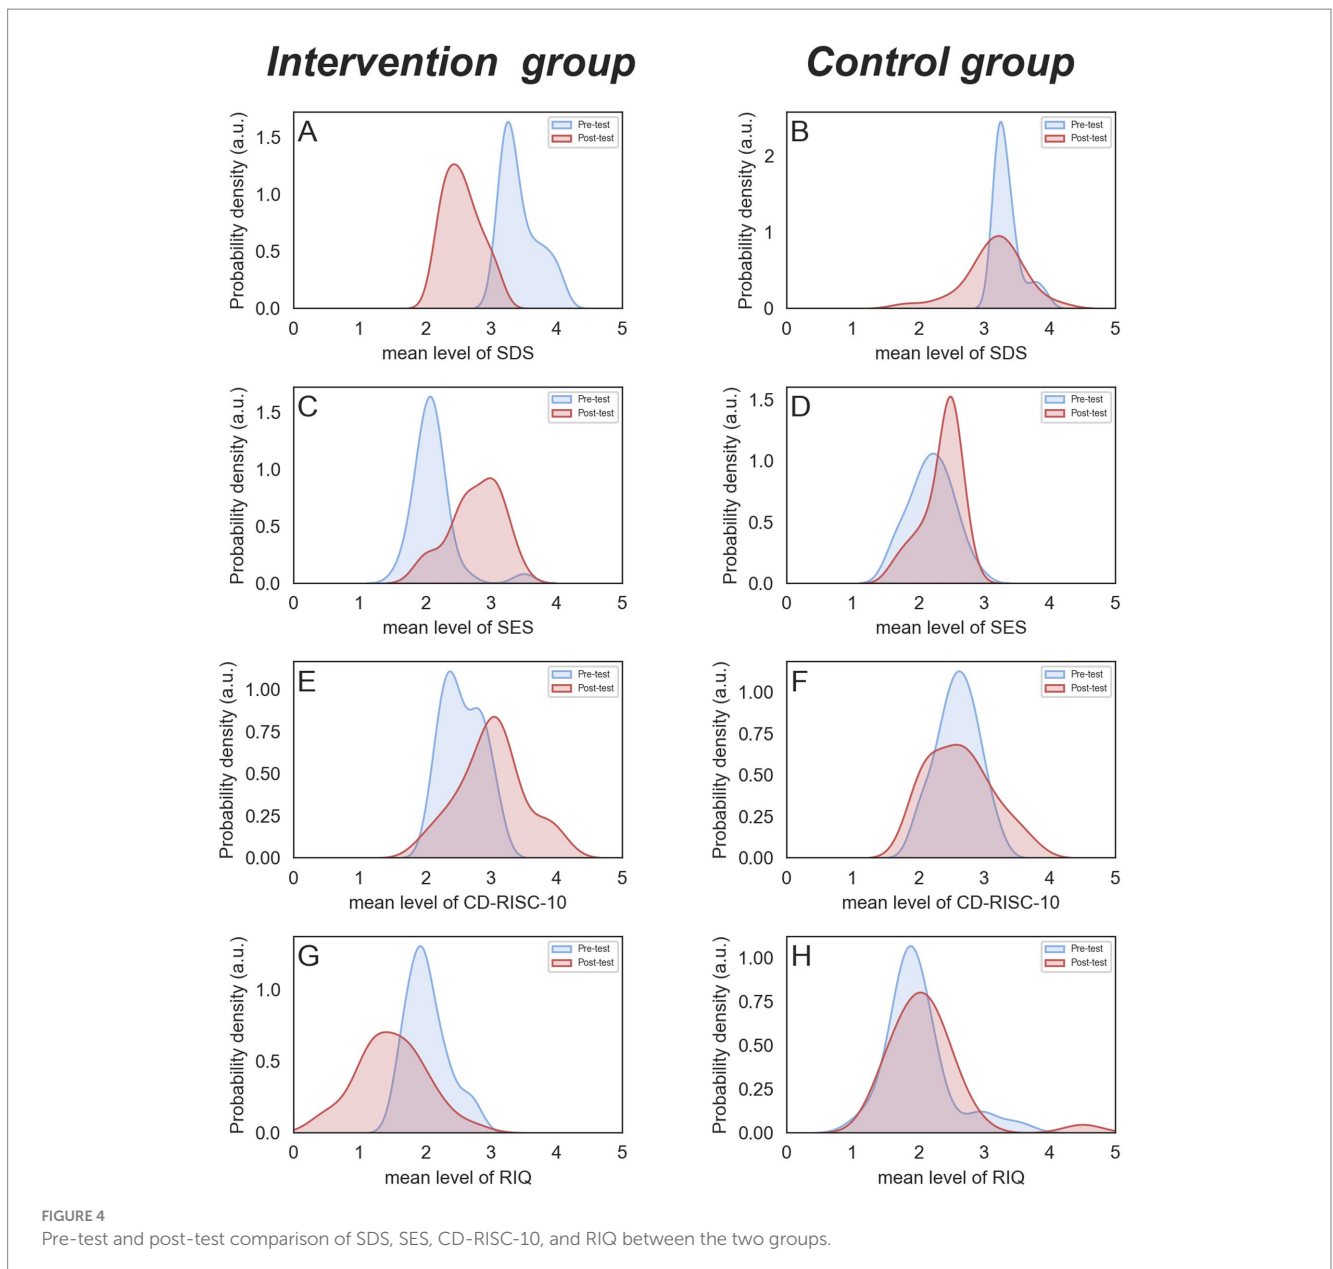 Intervention group
Control group
A
Pre-test
Post-test
Probability density (a.u.)
1.5
1.0
0.5
0.0
0 1 2 3 4 5
mean level of SDS
B
Pre-test
Post-test
Probability density (a.u.)
2
1
0
0 1 2 3 4 5
mean level of SDS
C
Pre-test
Post-test
Probability density (a.u.)
1.5
1.0
0.5
0.0
0 1 2 3 4 5
mean level of SES
D
Pre-test
Post-test
Probability density (a.u.)
1.5
1.0
0.5
0.0
0 1 2 3 4 5
mean level of SES
E
Pre-test
Post-test
Probability density (a.u.)
1.00
0.75
0.50
0.25
0.00
0 1 2 3 4 5
mean level of CD-RISC-10
F
Pre-test
Post-test
Probability density (a.u.)
1.00
0.75
0.50
0.25
0.00
0 1 2 3 4 5
mean level of CD-RISC-10
G
Pre-test
Post-test
Probability density (a.u.)
1.0
0.5
0.0
0 1 2 3 4 5
mean level of RIQ
H
Pre-test
Post-test
Probability density (a.u.)
1.00
0.75
0.50
0.25
0.00
0 1 2 3 4 5
mean level of RIQ
FIGURE 4
Pre-test and post-test comparison of SDS, SES, CD-RISC-10, and RIQ between the two groups.